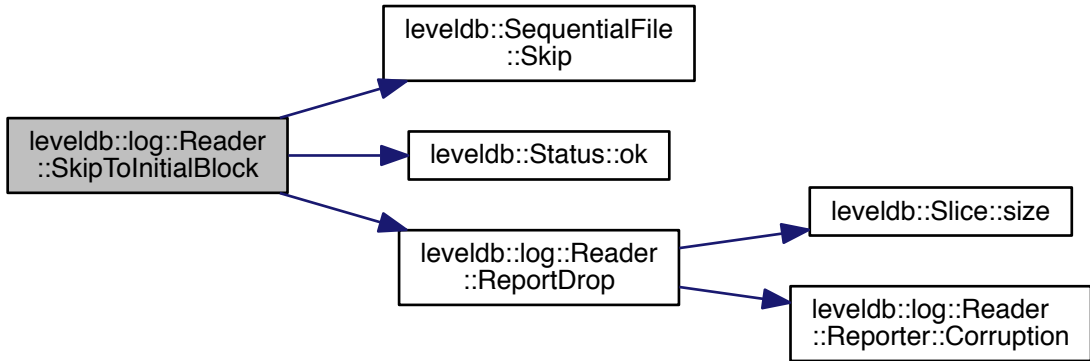 leveldb::SequentialFile
::Skip
leveldb::log::Reader
::SkipToInitialBlock
leveldb::Status::ok
leveldb::Slice::size
leveldb::log::Reader
::ReportDrop
leveldb::log::Reader
::Reporter::Corruption